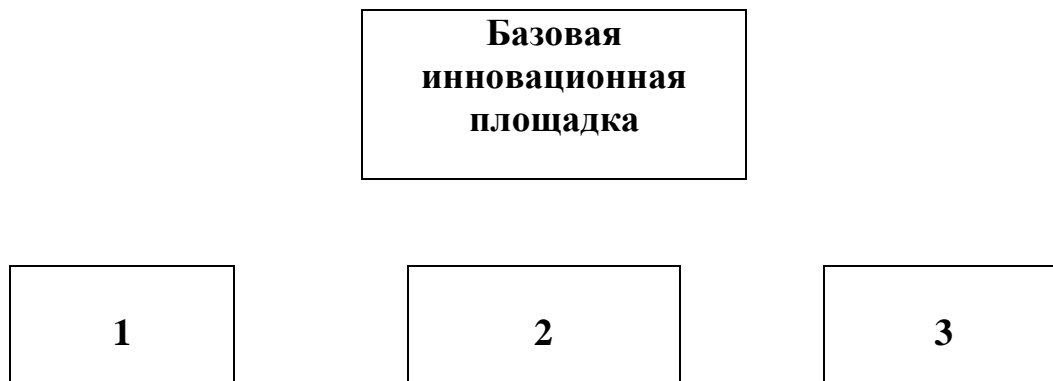 Базовая
инновационная
площадка
1
2
3